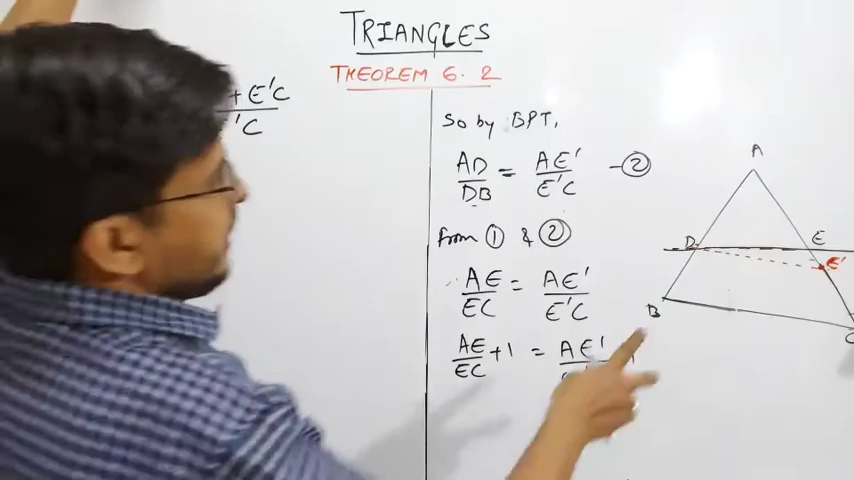 TRIANGLES
THEOREM 6.2
+ E'C
'C
So by BPT,
AD/DB = AE'/E'C -②
from ① & ②
AE/EC = AE'/E'C
AE/EC + 1 = AE'
A
D
E
E'
B
C